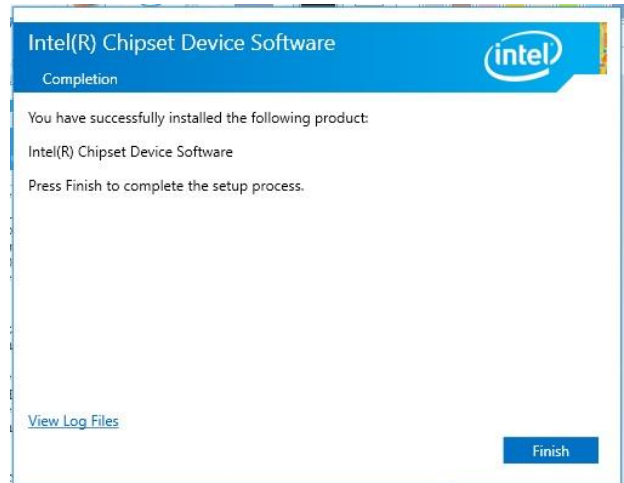 Intel(R) Chipset Device Software
intel
Completion
You have successfully installed the following product:
Intel(R) Chipset Device Software
Press Finish to complete the setup process.
View Log Files
Finish